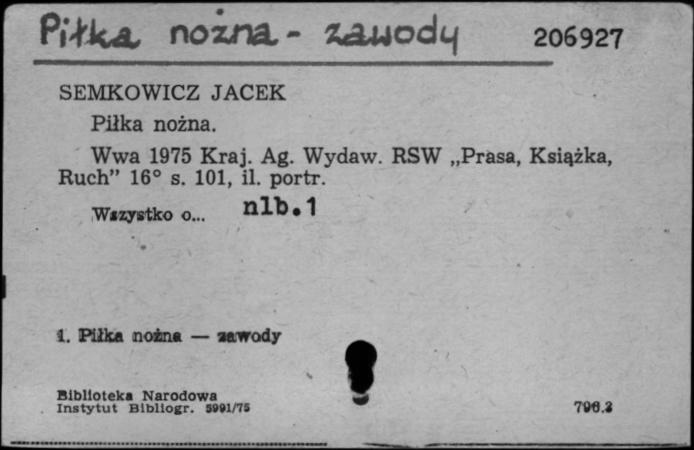 Piłka nożna - zawody 206927
SEMKOWICZ JACEK
Piłka nożna.
Wwa 1975 Kraj. Ag. Wydaw. RSW „Prasa, Książka,
Ruch” 16° s. 101, il. portr.
Wszystko o... nlb.1
1. Piłka nożna — zawody
Biblioteka Narodowa
Instytut Bibliogr. 5991/75 796.3